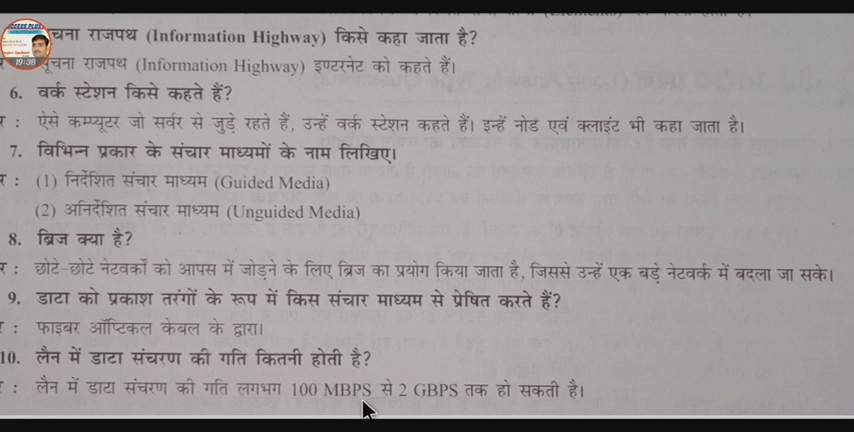 चना राजपथ (Information Highway) किसे कहा जाता है?
सूचना राजपथ (Information Highway) इण्टरनेट को कहते हैं।
6. वर्क स्टेशन किसे कहते हैं?
: ऐसे कम्प्यूटर जो सर्वर से जुड़े रहते हैं, उन्हें वर्क स्टेशन कहते हैं। इन्हें नोड एवं क्लाइंट भी कहा जाता है।
7. विभिन्न प्रकार के संचार माध्यमों के नाम लिखिए।
: (1) निर्देशित संचार माध्यम (Guided Media)
(2) अनिर्देशित संचार माध्यम (Unguided Media)
8. ब्रिज क्या है?
: छोटे-छोटे नेटवर्कों को आपस में जोड़ने के लिए ब्रिज का प्रयोग किया जाता है, जिससे उन्हें एक बड़े नेटवर्क में बदला जा सके।
9. डाटा को प्रकाश तरंगों के रूप में किस संचार माध्यम से प्रेषित करते हैं?
: फाइबर ऑप्टिकल केबल के द्वारा।
10. लैन में डाटा संचरण की गति कितनी होती है?
: लैन में डाटा संचरण की गति लगभग 100 MBPS से 2 GBPS तक हो सकती है।
19:38